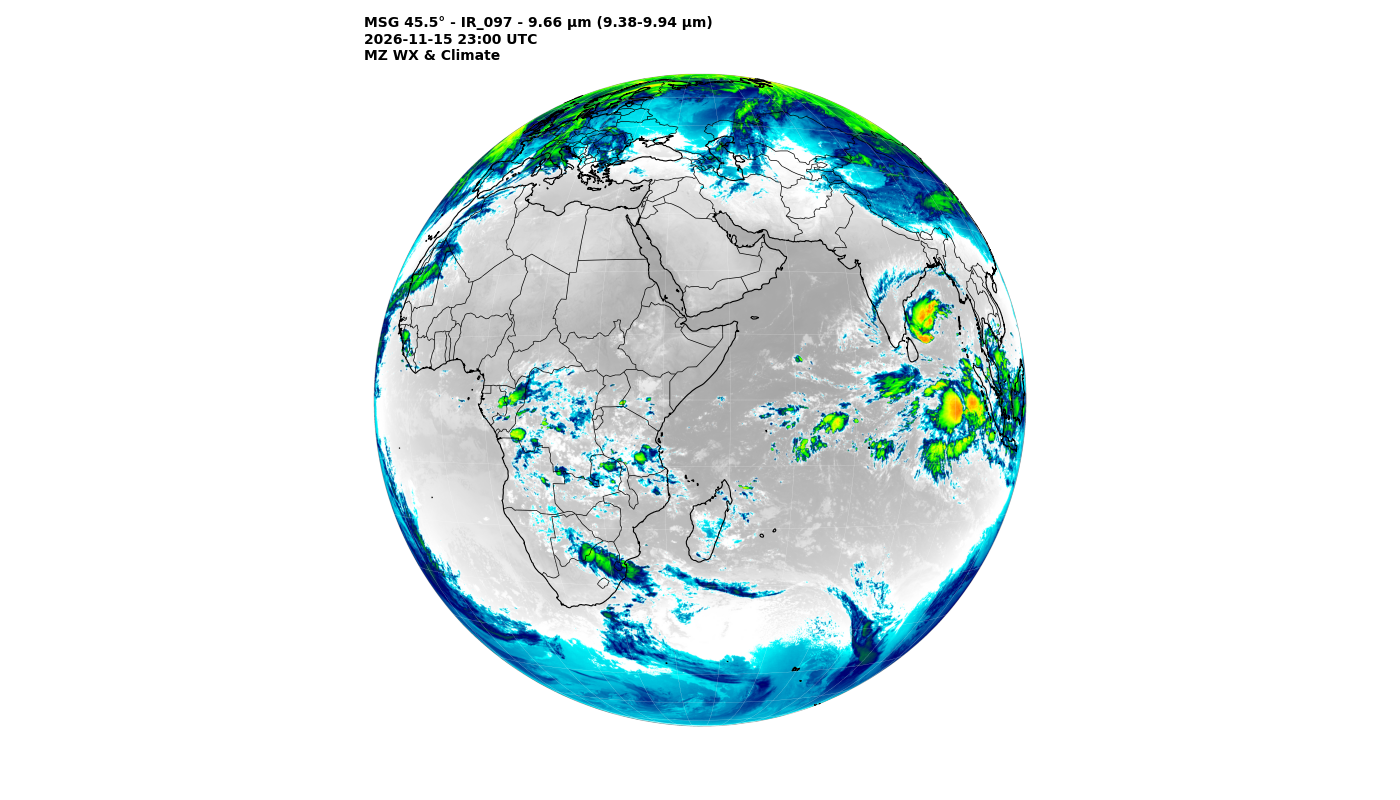 MSG 45.5° - IR_097 - 9.66 µm (9.38-9.94 µm)
2026-11-15 23:00 UTC
MZ WX & Climate